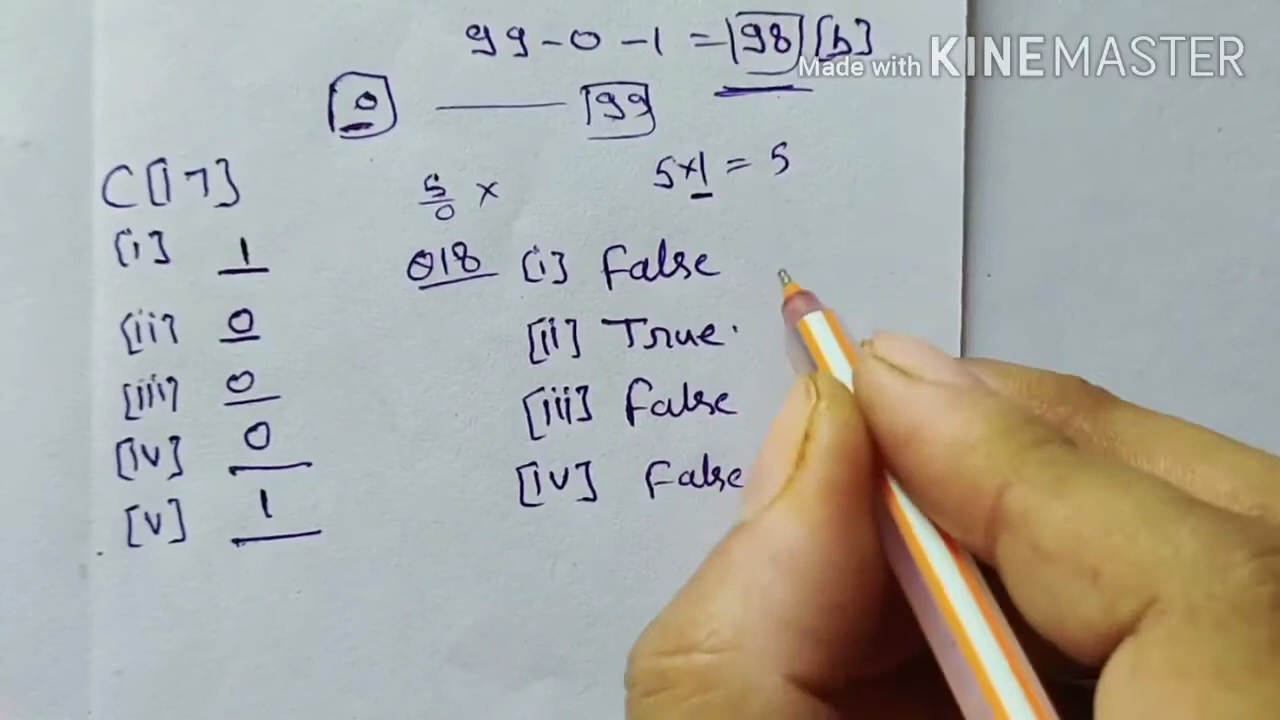 99-0-1 = 98 [b]
Made with KINEMASTER
0 — 99
C[17]
5/0 × 5×1 = 5
[i] 1
[ii] 0
[iii] 0
[iv] 0
[v] 1
Q18 [i] False
[ii] True.
[iii] False
[iv] False